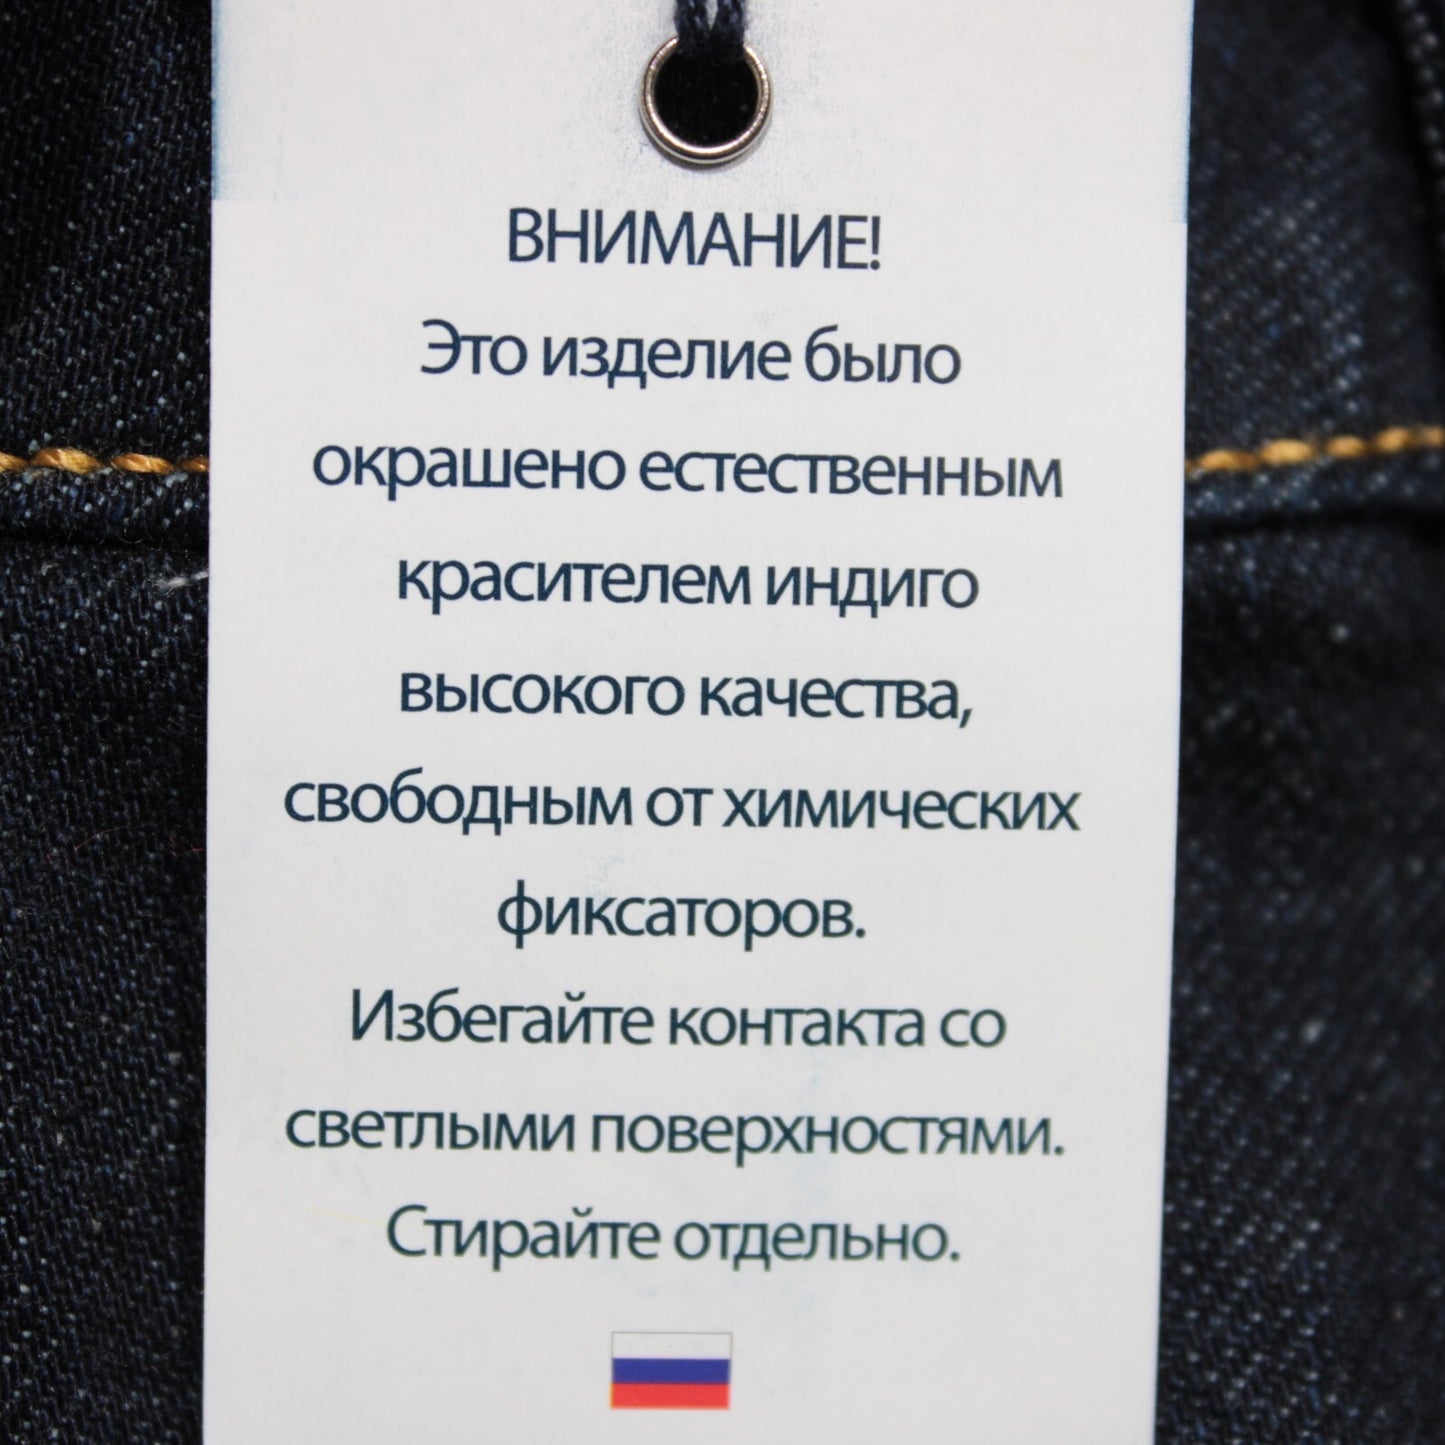 ВНИМАНИЕ!
Это изделие было
окрашено естественным
красителем индиго
высокого качества,
свободным от химических
фиксаторов.
Избегайте контакта со
светлыми поверхностями.
Стирайте отдельно.